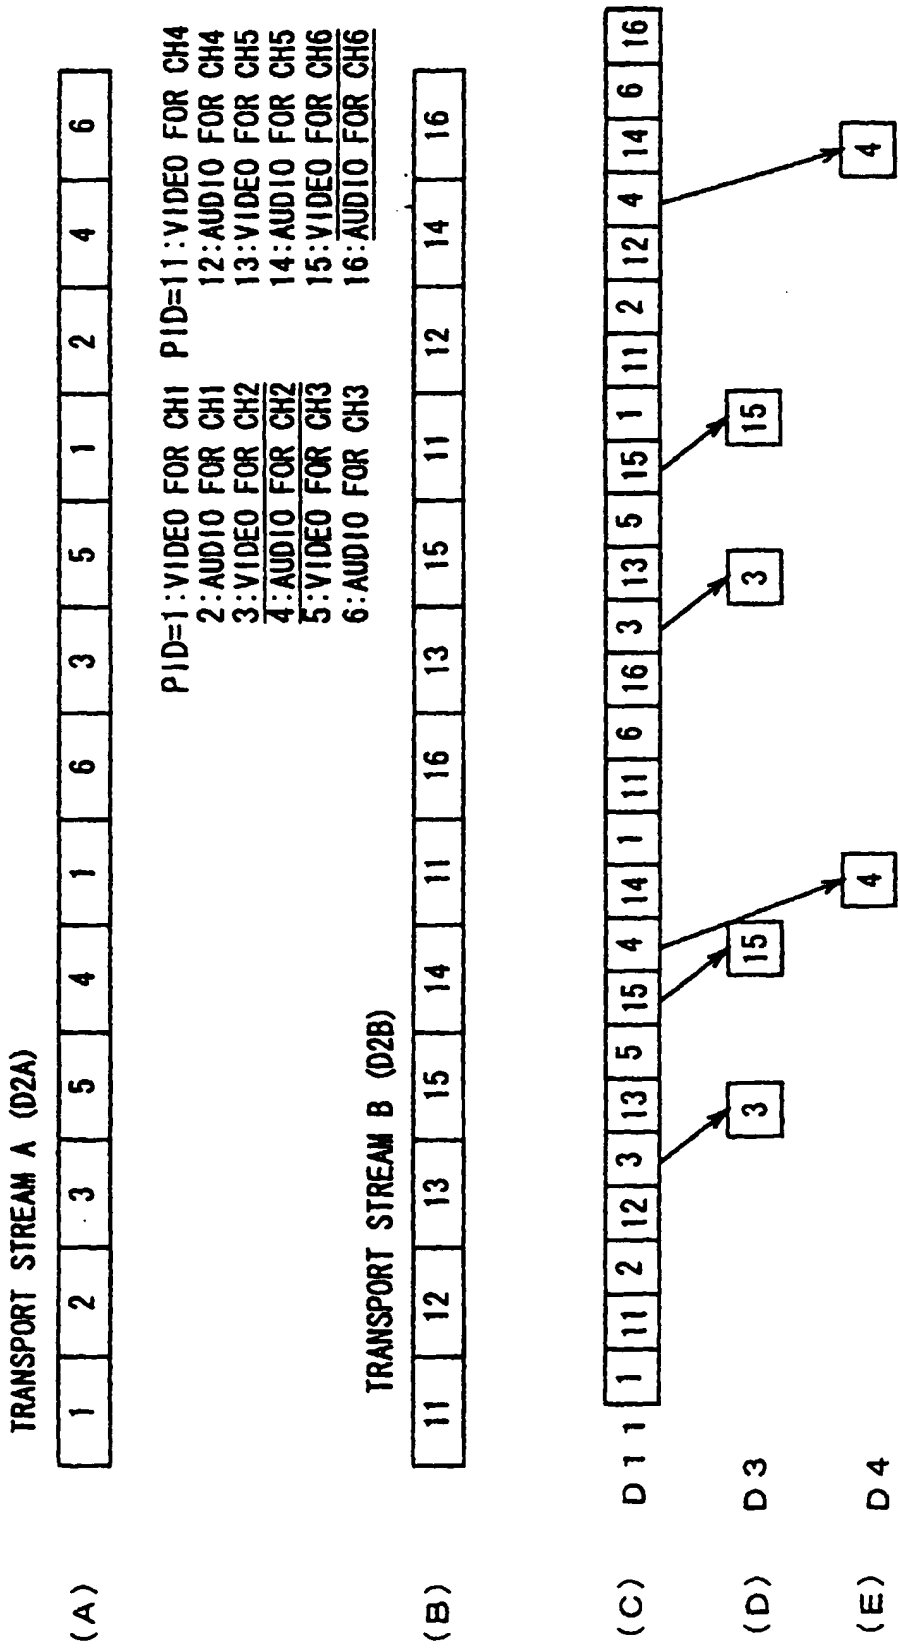 TRANSPORT STREAM A (D2A)
(A) 1 2 3 5 4 1 6 3 5 1 2 4 6
PID=1:VIDEO FOR CH1 PID=11:VIDEO FOR CH4
2:AUDIO FOR CH1 12:AUDIO FOR CH4
3:VIDEO FOR CH2 13:VIDEO FOR CH5
4:AUDIO FOR CH2 14:AUDIO FOR CH5
5:VIDEO FOR CH3 15:VIDEO FOR CH6
6:AUDIO FOR CH3 16:AUDIO FOR CH6
TRANSPORT STREAM B (D2B)
(B) 11 12 13 15 14 11 16 13 15 11 12 14 16
(C) D11 1 11 2 12 3 13 5 15 4 14 1 11 6 16 3 13 5 15 1 11 2 12 4 14 6 16
(D) D3 3 15 3 15
(E) D4 4 4